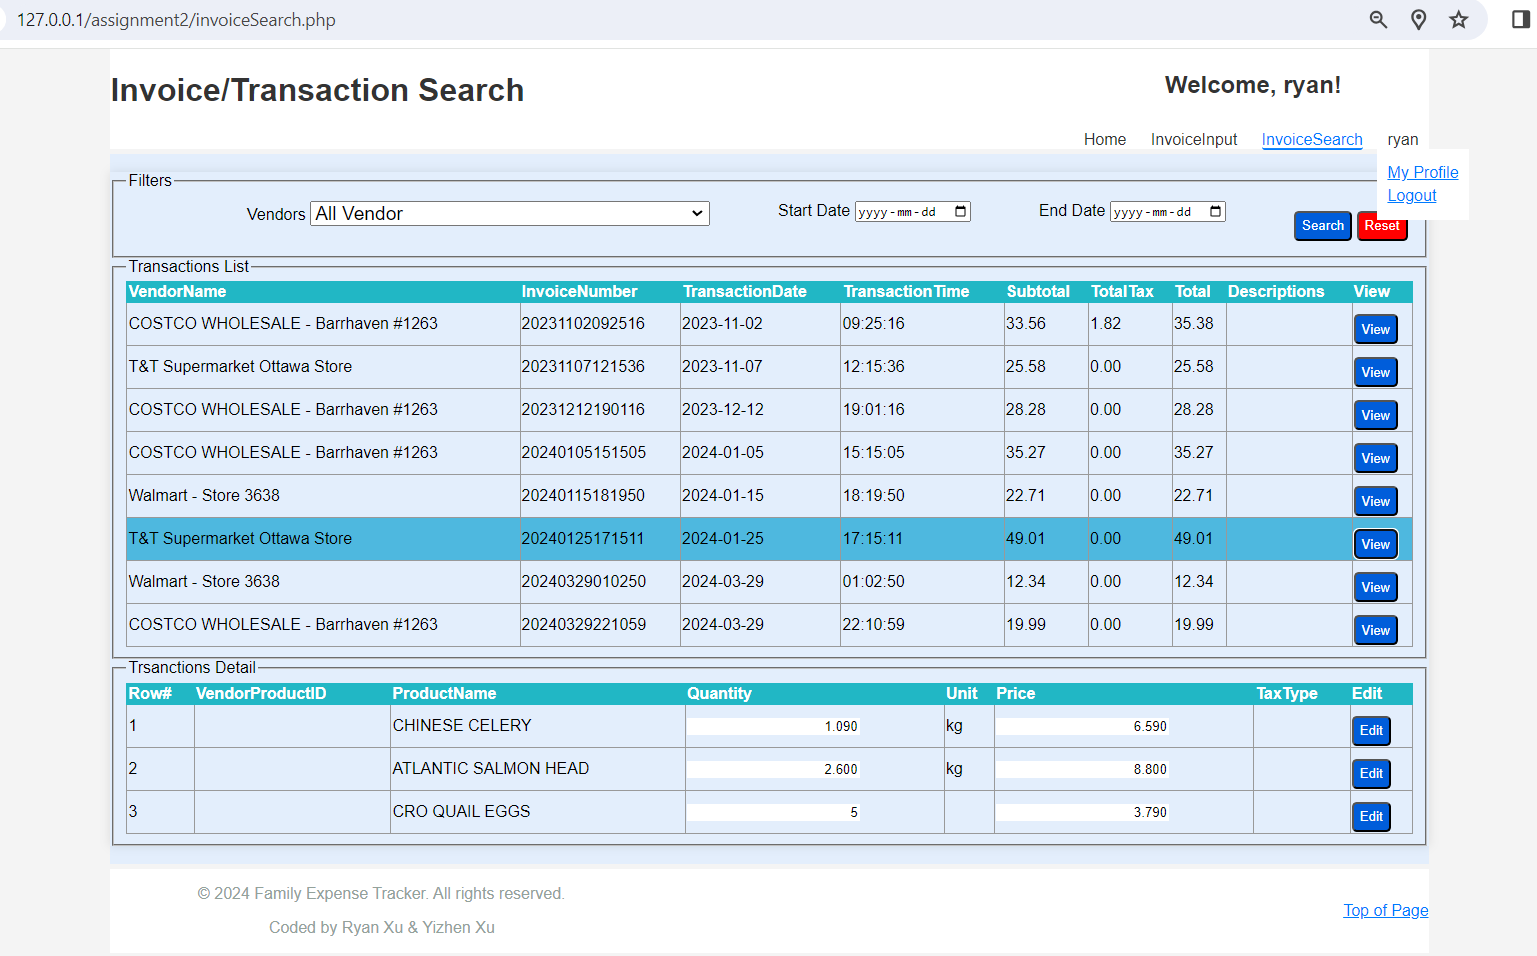 127.0.0.1/assignment2/invoiceSearch.php
Invoice/Transaction Search
Welcome, ryan!
Home InvoiceInput InvoiceSearch ryan
My Profile
Logout
Filters
Vendors All Vendor Start Date yyyy-mm-dd End Date yyyy-mm-dd Search Reset
Transactions List
VendorName InvoiceNumber TransactionDate TransactionTime Subtotal TotalTax Total Descriptions View
COSTCO WHOLESALE - Barrhaven #1263 20231102092516 2023-11-02 09:25:16 33.56 1.82 35.38 View
T&T Supermarket Ottawa Store 20231107121536 2023-11-07 12:15:36 25.58 0.00 25.58 View
COSTCO WHOLESALE - Barrhaven #1263 20231212190116 2023-12-12 19:01:16 28.28 0.00 28.28 View
COSTCO WHOLESALE - Barrhaven #1263 20240105151505 2024-01-05 15:15:05 35.27 0.00 35.27 View
Walmart - Store 3638 20240115181950 2024-01-15 18:19:50 22.71 0.00 22.71 View
T&T Supermarket Ottawa Store 20240125171511 2024-01-25 17:15:11 49.01 0.00 49.01 View
Walmart - Store 3638 20240329010250 2024-03-29 01:02:50 12.34 0.00 12.34 View
COSTCO WHOLESALE - Barrhaven #1263 20240329221059 2024-03-29 22:10:59 19.99 0.00 19.99 View
Trsanctions Detail
Row# VendorProductID ProductName Quantity Unit Price TaxType Edit
1 CHINESE CELERY 1.090 kg 6.590 Edit
2 ATLANTIC SALMON HEAD 2.600 kg 8.800 Edit
3 CRO QUAIL EGGS 5 3.790 Edit
© 2024 Family Expense Tracker. All rights reserved.
Coded by Ryan Xu & Yizhen Xu
Top of Page